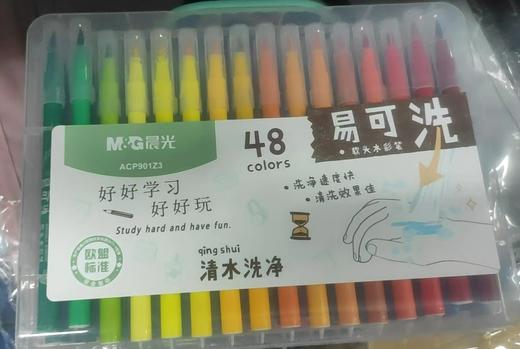 M&G晨光
ACP901Z3
48
colors
易可洗
• 软头水彩笔
• 洗净速度快
• 清洗效果佳
好好学习
好好玩
Study hard and have fun.
qing shui
清水洗净
欧盟
标准